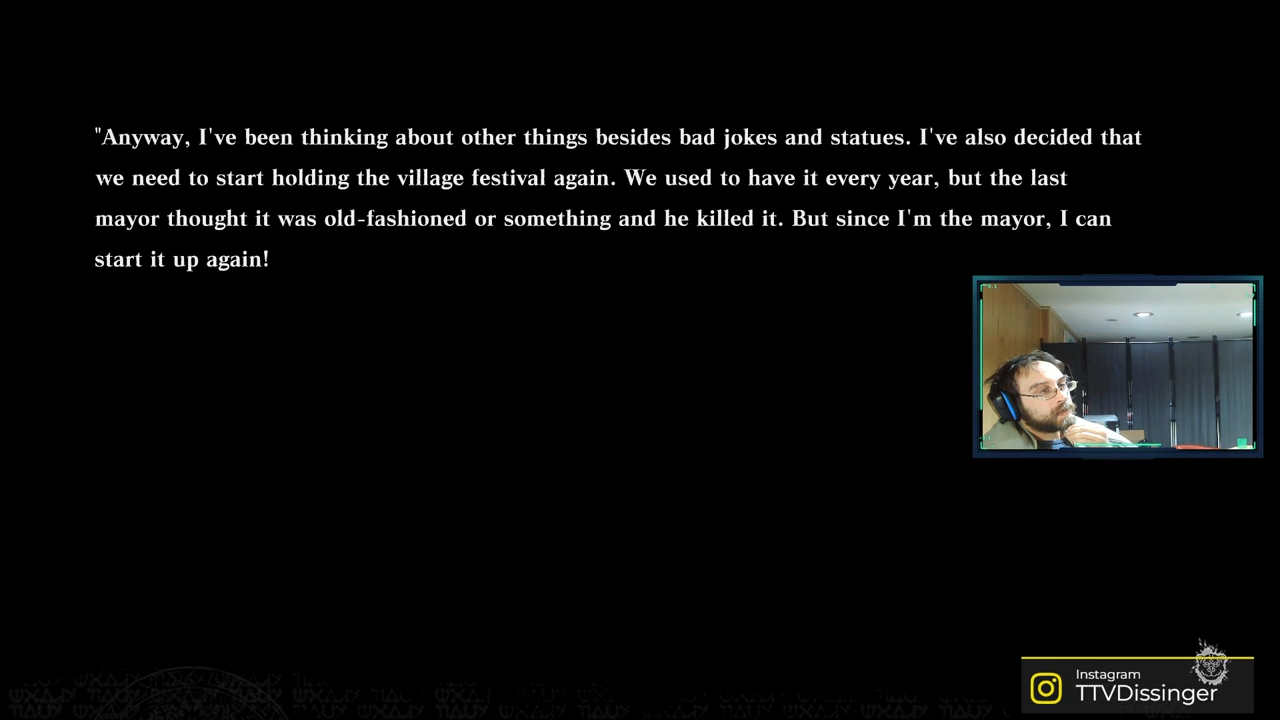 "Anyway, I've been thinking about other things besides bad jokes and statues. I've also decided that
we need to start holding the village festival again. We used to have it every year, but the last
mayor thought it was old-fashioned or something and he killed it. But since I'm the mayor, I can
start it up again!
Instagram
TTVDissinger